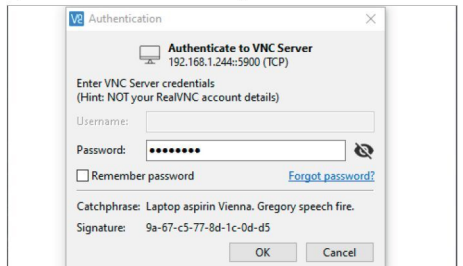 V2 Authentication
Authenticate to VNC Server
192.168.1.244::5900 (TCP)
Enter VNC Server credentials
(Hint: NOT your RealVNC account details)
Username:
Password: ••••••••
Remember password Forgot password?
Catchphrase: Laptop aspirin Vienna. Gregory speech fire.
Signature: 9a-67-c5-77-8d-1c-0d-d5
OK Cancel